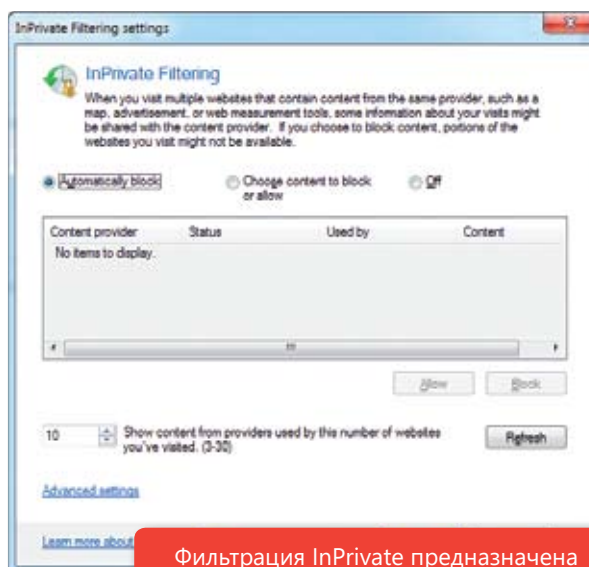 InPrivate Filtering settings
InPrivate Filtering
When you visit multiple websites that contain content from the same provider, such as a
map, advertisement, or web measurement tools, some information about your visits might
be shared with the content provider. If you choose to block content, portions of the
websites you visit might not be available.
Automatically block
Choose content to block
or allow
Off
Content provider Status Used by Content
No items to display.
Allow Block
10 Show content from providers used by this number of websites
you've visited. (3-30)
Refresh
Advanced settings
Learn more about
Фильтрация InPrivate предназначена